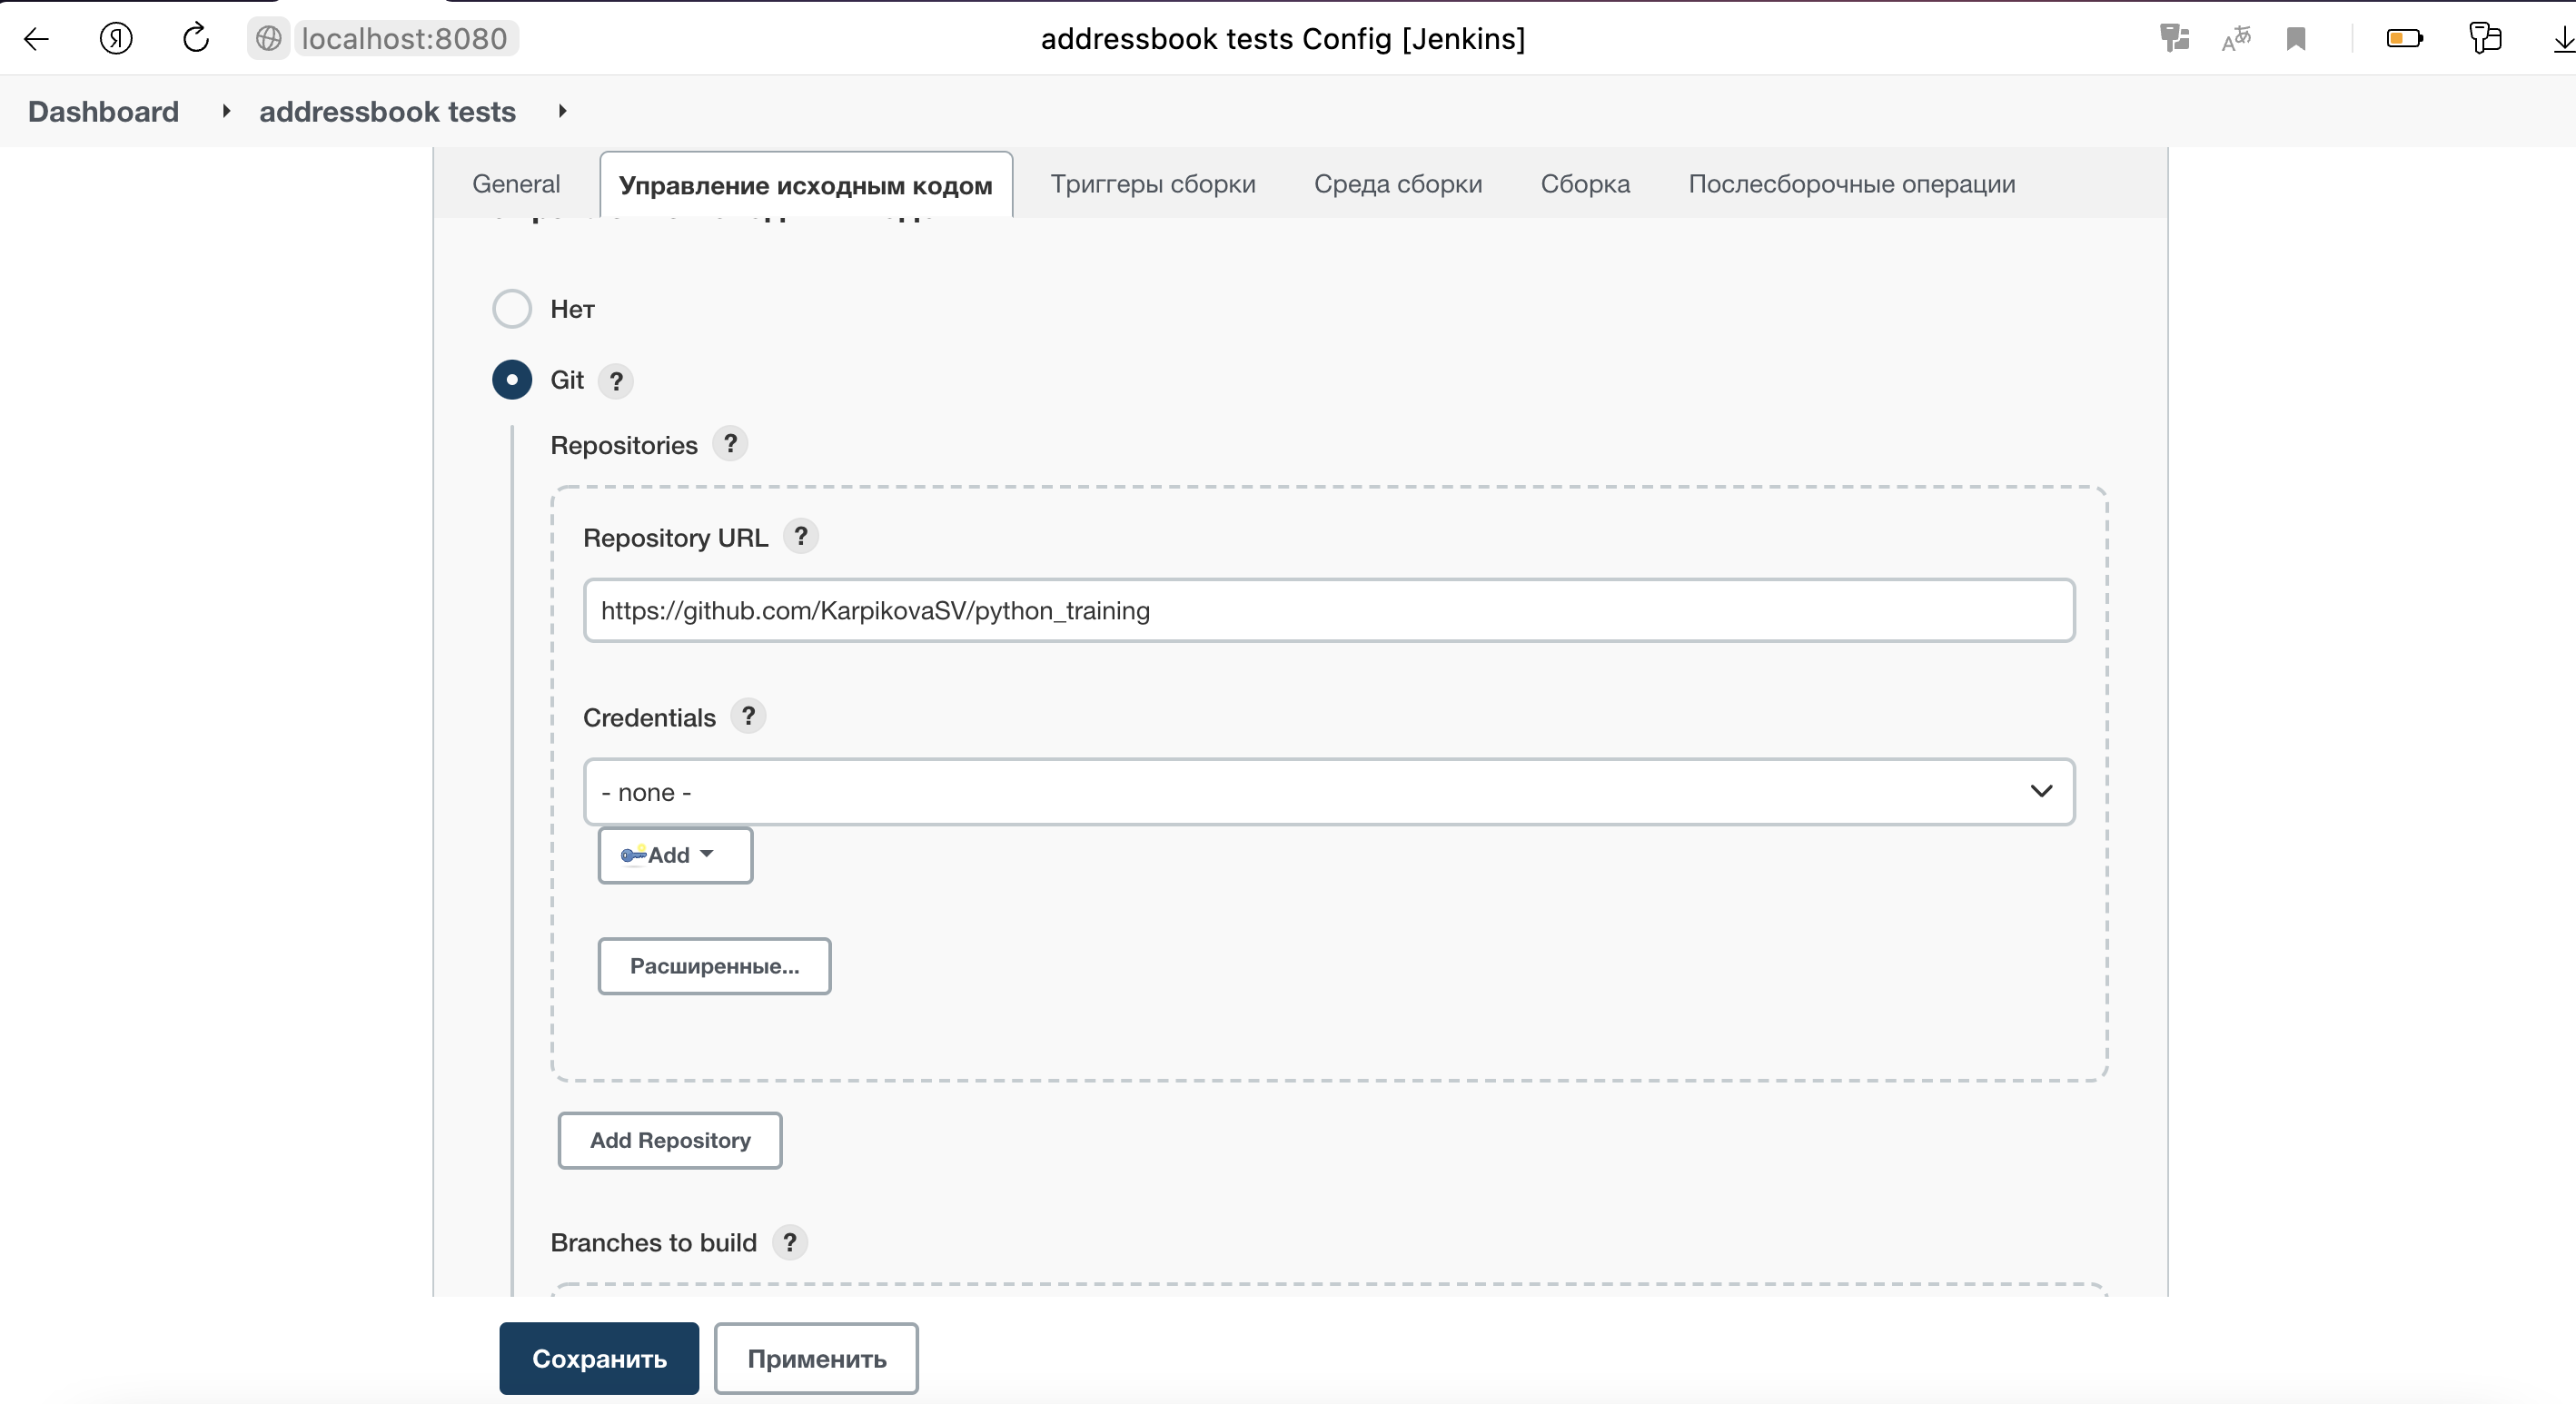 localhost:8080
addressbook tests Config [Jenkins]
Dashboard
addressbook tests
General
Управление исходным кодом
Триггеры сборки
Среда сборки
Сборка
Послесборочные операции
Нет
Git ?
Repositories ?
Repository URL ?
https://github.com/KarpikovaSV/python_training
Credentials ?
- none -
Add
Расширенные...
Add Repository
Branches to build ?
Сохранить
Применить